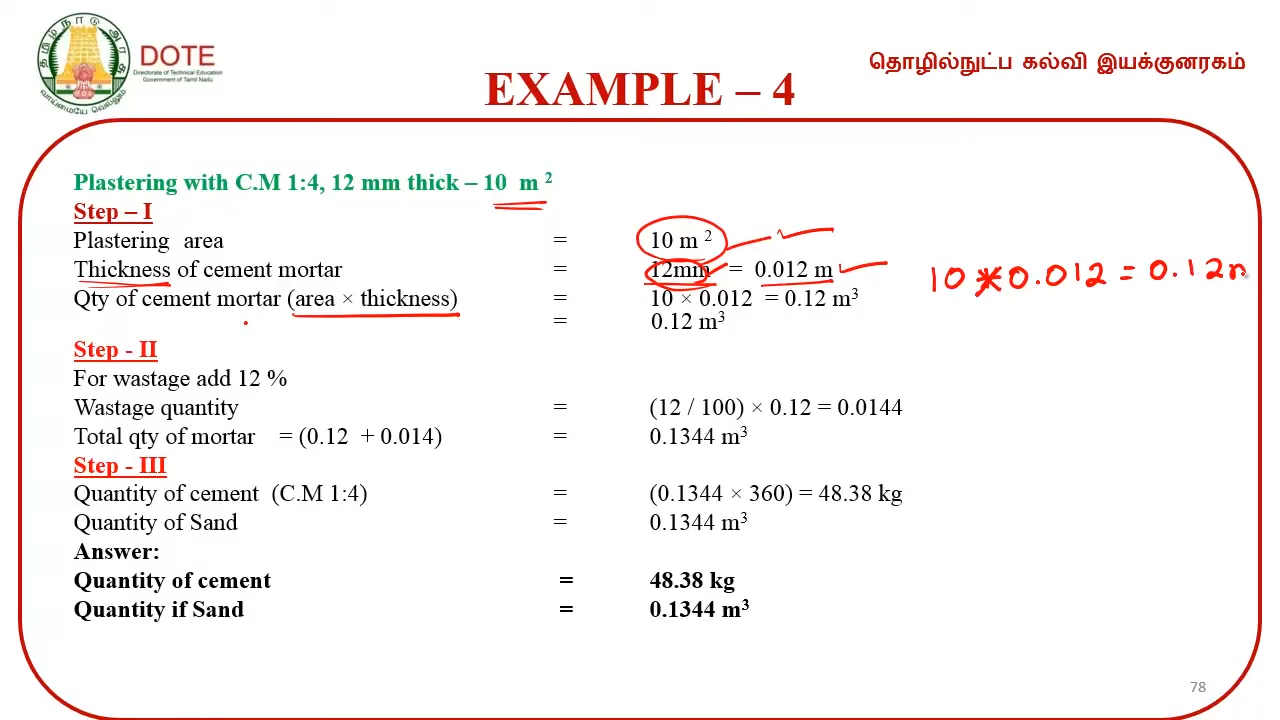 தமிழ்நாடு அரசு
வாய்மையே வெல்லும்
DOTE
Directorate of Technical Education
Government of Tamil Nadu
தொழில்நுட்ப கல்வி இயக்குனரகம்
EXAMPLE – 4
Plastering with C.M 1:4, 12 mm thick – 10 m ²
Step – I
Plastering area = 10 m ²
Thickness of cement mortar = 12mm = 0.012 m
10 * 0.012 = 0.12m
Qty of cement mortar (area × thickness) = 10 × 0.012 = 0.12 m³
= 0.12 m³
Step - II
For wastage add 12 %
Wastage quantity = (12 / 100) × 0.12 = 0.0144
Total qty of mortar = (0.12 + 0.014) = 0.1344 m³
Step - III
Quantity of cement (C.M 1:4) = (0.1344 × 360) = 48.38 kg
Quantity of Sand = 0.1344 m³
Answer:
Quantity of cement = 48.38 kg
Quantity if Sand = 0.1344 m³
78